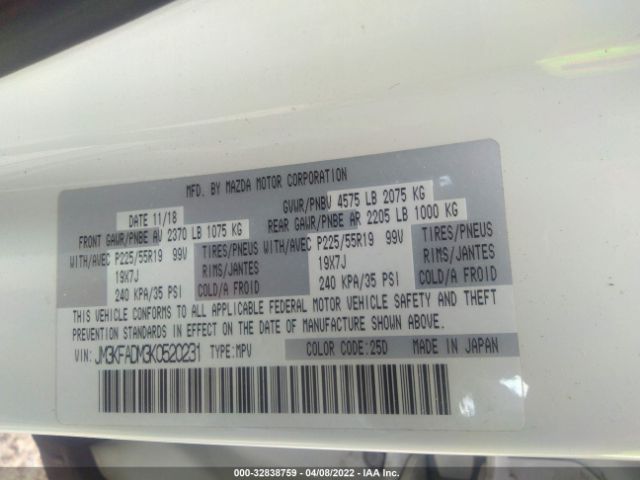 MFD. BY MAZDA MOTOR CORPORATION
DATE 11/18 GVWR/PNBV 4575 LB 2075 KG
FRONT GAWR/PNBE AV 2370 LB 1075 KG REAR GAWR/PNBE AR 2205 LB 1000 KG
WITH/AVEC P225/55R19 99V TIRES/PNEUS WITH/AVEC P225/55R19 99V TIRES/PNEUS
19X7J RIMS/JANTES 19X7J RIMS/JANTES
240 KPA/35 PSI COLD/A FROID 240 KPA/35 PSI COLD/A FROID
THIS VEHICLE CONFORMS TO ALL APPLICABLE FEDERAL MOTOR VEHICLE SAFETY AND THEFT
PREVENTION STANDARDS IN EFFECT ON THE DATE OF MANUFACTURE SHOWN ABOVE.
VIN: JM3KFADM3K0520231 TYPE:MPV COLOR CODE:25D MADE IN JAPAN
000-32838759 - 04/08/2022 - IAAI.COM